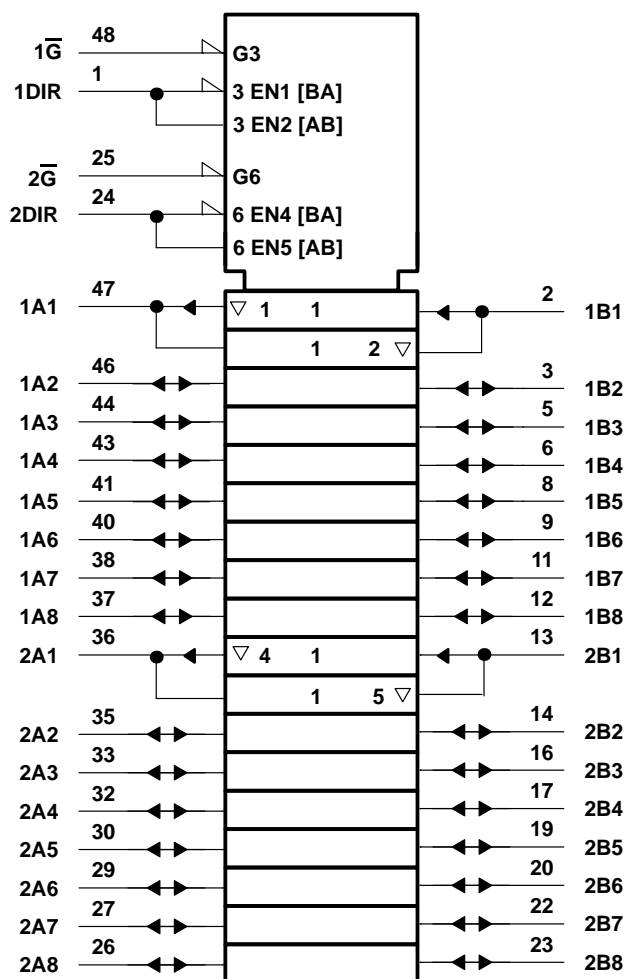 1G̅ 48 G3
1DIR 1 3 EN1 [BA]
3 EN2 [AB]
2G̅ 25 G6
2DIR 24 6 EN4 [BA]
6 EN5 [AB]
1A1 47 ▽ 1 1 2 1B1
1 2 ▽
1A2 46 3 1B2
1A3 44 5 1B3
1A4 43 6 1B4
1A5 41 8 1B5
1A6 40 9 1B6
1A7 38 11 1B7
1A8 37 12 1B8
2A1 36 ▽ 4 1 13 2B1
1 5 ▽
2A2 35 14 2B2
2A3 33 16 2B3
2A4 32 17 2B4
2A5 30 19 2B5
2A6 29 20 2B6
2A7 27 22 2B7
2A8 26 23 2B8